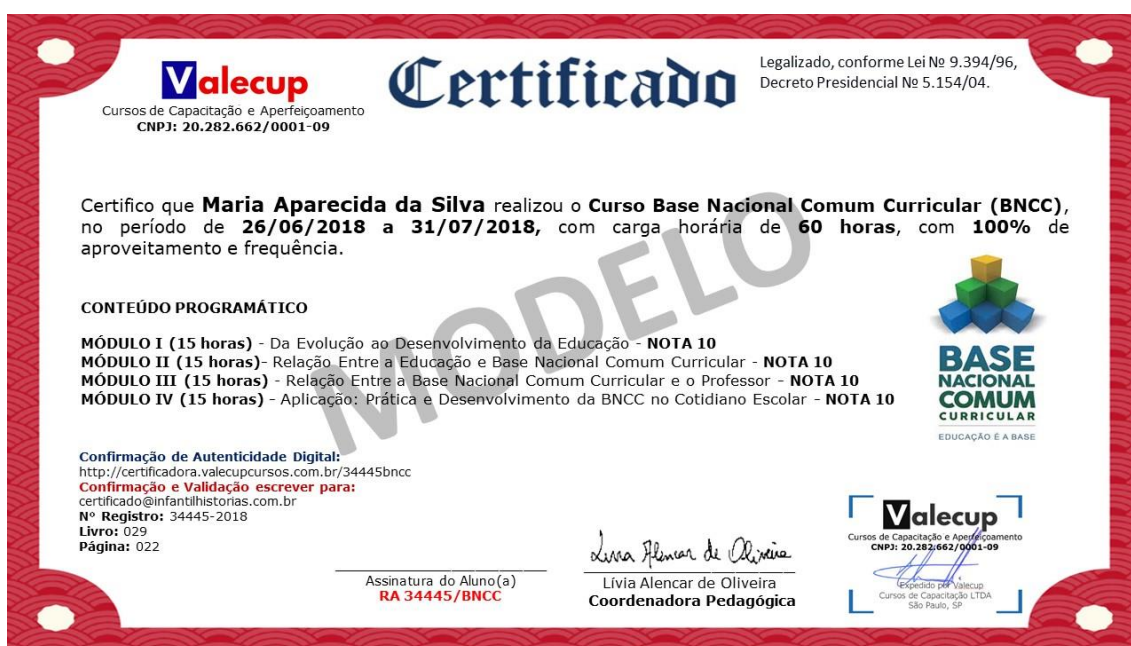 Valecup
Cursos de Capacitação e Aperfeiçoamento
CNPJ: 20.282.662/0001-09
Certificado
Legalizado, conforme Lei Nº 9.394/96,
Decreto Presidencial Nº 5.154/04.
Certifico que Maria Aparecida da Silva realizou o Curso Base Nacional Comum Curricular (BNCC),
no período de 26/06/2018 a 31/07/2018, com carga horária de 60 horas, com 100% de
aproveitamento e frequência.
MODELO
CONTEÚDO PROGRAMÁTICO
MÓDULO I (15 horas) - Da Evolução ao Desenvolvimento da Educação - NOTA 10
MÓDULO II (15 horas)- Relação Entre a Educação e Base Nacional Comum Curricular - NOTA 10
MÓDULO III (15 horas) - Relação Entre a Base Nacional Comum Curricular e o Professor - NOTA 10
MÓDULO IV (15 horas) - Aplicação: Prática e Desenvolvimento da BNCC no Cotidiano Escolar - NOTA 10
BASE
NACIONAL
COMUM
CURRICULAR
EDUCAÇÃO É A BASE
Confirmação de Autenticidade Digital:
http://certificadora.valecupcursos.com.br/34445bncc
Confirmação e Validação escrever para:
certificado@infantilhistorias.com.br
Nº Registro: 34445-2018
Livro: 029
Página: 022
Assinatura do Aluno(a)
RA 34445/BNCC
Livia Alencar de Oliveira
Lívia Alencar de Oliveira
Coordenadora Pedagógica
Valecup
Cursos de Capacitação e Aperfeiçoamento
CNPJ: 20.282.662/0001-09
Expedido por Valecup
Cursos de Capacitação LTDA
São Paulo, SP